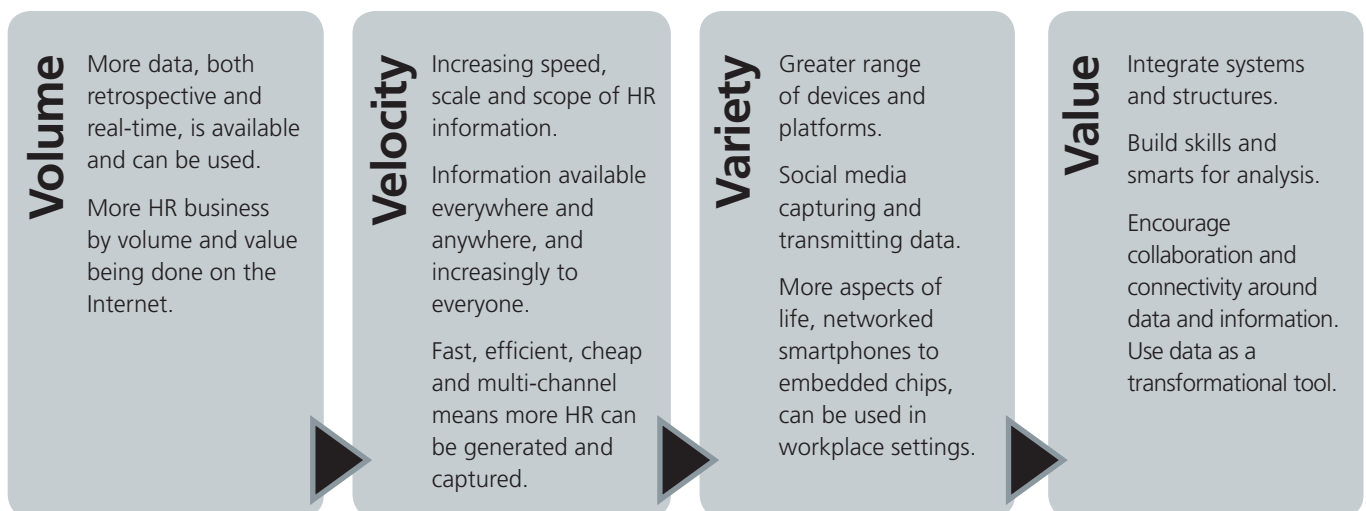 Volume
More data, both
retrospective and
real-time, is available
and can be used.
More HR business
by volume and value
being done on the
Internet.
Velocity
Increasing speed,
scale and scope of HR
information.
Information available
everywhere and
anywhere, and
increasingly to
everyone.
Fast, efficient, cheap
and multi-channel
means more HR can
be generated and
captured.
Variety
Greater range
of devices and
platforms.
Social media
capturing and
transmitting data.
More aspects of
life, networked
smartphones to
embedded chips,
can be used in
workplace settings.
Value
Integrate systems
and structures.
Build skills and
smarts for analysis.
Encourage
collaboration and
connectivity around
data and information.
Use data as a
transformational tool.